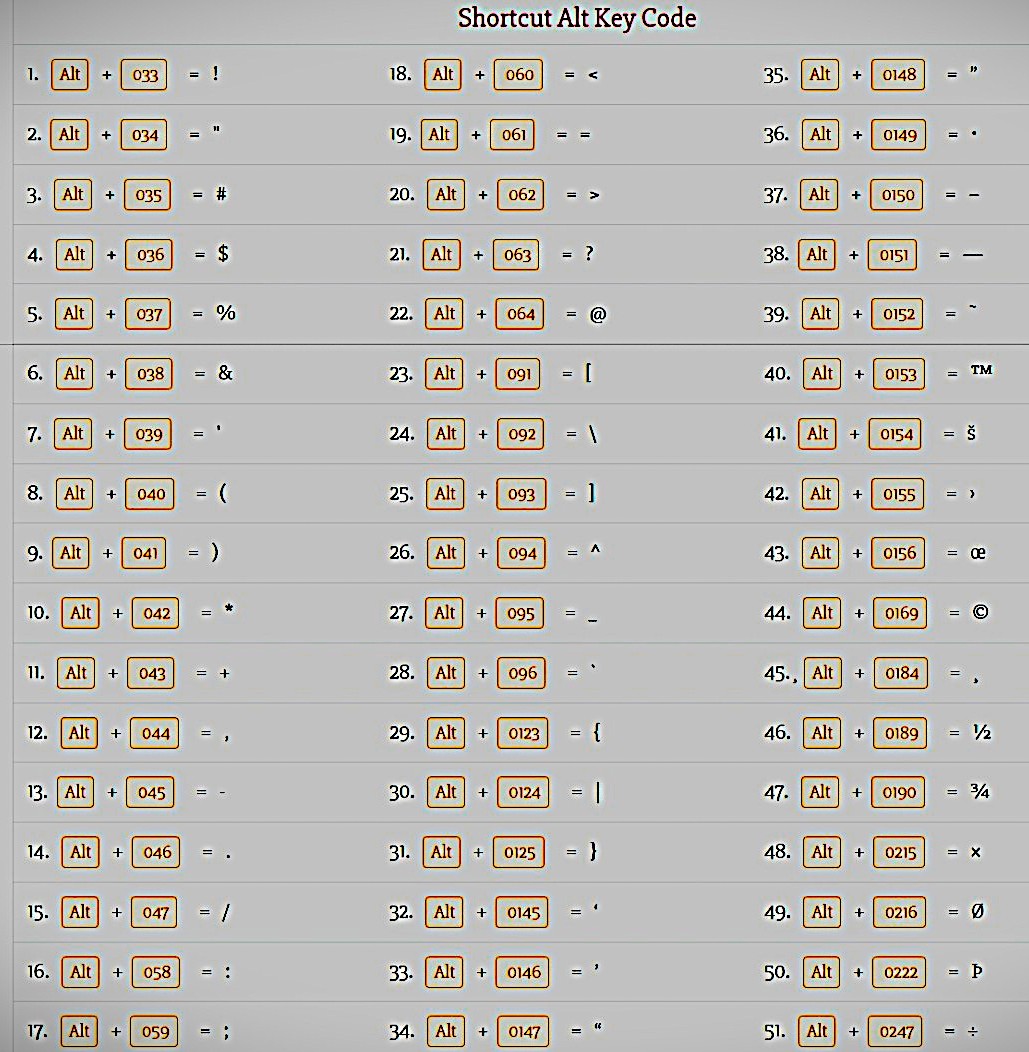 Shortcut Alt Key Code
1. Alt + 033 = !
2. Alt + 034 = "
3. Alt + 035 = #
4. Alt + 036 = $
5. Alt + 037 = %
6. Alt + 038 = &
7. Alt + 039 = '
8. Alt + 040 = (
9. Alt + 041 = )
10. Alt + 042 = *
11. Alt + 043 = +
12. Alt + 044 = ,
13. Alt + 045 = -
14. Alt + 046 = .
15. Alt + 047 = /
16. Alt + 058 = :
17. Alt + 059 = ;
18. Alt + 060 = <
19. Alt + 061 = =
20. Alt + 062 = >
21. Alt + 063 = ?
22. Alt + 064 = @
23. Alt + 091 = [
24. Alt + 092 = \
25. Alt + 093 = ]
26. Alt + 094 = ^
27. Alt + 095 = _
28. Alt + 096 = `
29. Alt + 0123 = {
30. Alt + 0124 = |
31. Alt + 0125 = }
32. Alt + 0145 = ‘
33. Alt + 0146 = ’
34. Alt + 0147 = “
35. Alt + 0148 = ”
36. Alt + 0149 = •
37. Alt + 0150 = –
38. Alt + 0151 = —
39. Alt + 0152 = ˜
40. Alt + 0153 = ™
41. Alt + 0154 = š
42. Alt + 0155 = ›
43. Alt + 0156 = œ
44. Alt + 0169 = ©
45., Alt + 0184 = ¸
46. Alt + 0189 = ½
47. Alt + 0190 = ¾
48. Alt + 0215 = ×
49. Alt + 0216 = Ø
50. Alt + 0222 = Þ
51. Alt + 0247 = ÷